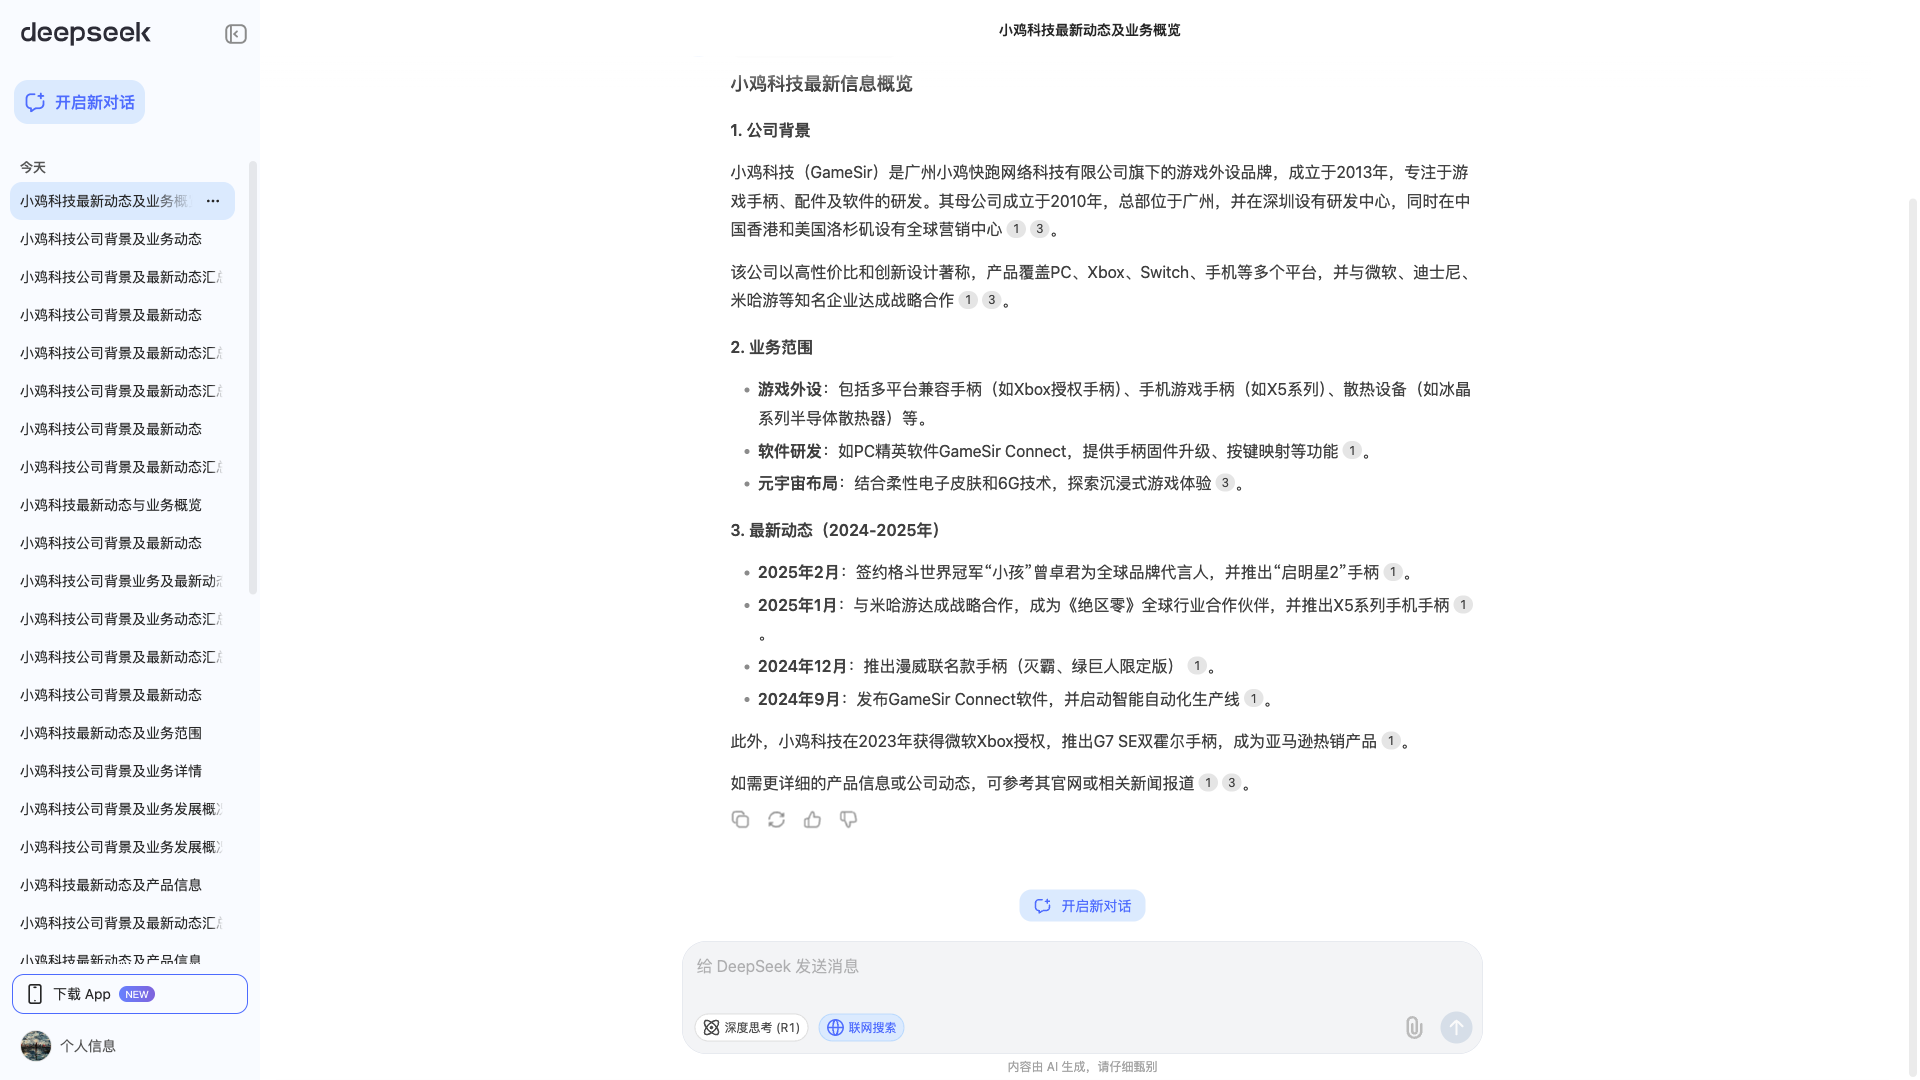 deepseek
开启新对话
今天
小鸡科技最新动态及业务概
小鸡科技公司背景及业务动态
小鸡科技公司背景及最新动态汇
小鸡科技公司背景及最新动态
小鸡科技公司背景及最新动态汇
小鸡科技公司背景及最新动态汇
小鸡科技公司背景及最新动态
小鸡科技公司背景及最新动态汇
小鸡科技最新动态与业务概览
小鸡科技公司背景及最新动态
小鸡科技公司背景业务及最新动态
小鸡科技公司背景及业务动态汇
小鸡科技公司背景及最新动态汇
小鸡科技公司背景及最新动态
小鸡科技最新动态及业务范围
小鸡科技公司背景及业务详情
小鸡科技公司背景及业务发展概况
小鸡科技公司背景及业务发展概况
小鸡科技最新动态及产品信息
小鸡科技公司背景及最新动态汇
小鸡科技最新动态及产品信息
下载 App NEW
个人信息
小鸡科技最新动态及业务概览
小鸡科技最新信息概览
1. 公司背景
小鸡科技（GameSir）是广州小鸡快跑网络科技有限公司旗下的游戏外设品牌，成立于2013年，专注于游
戏手柄、配件及软件的研发。其母公司成立于2010年，总部位于广州，并在深圳设有研发中心，同时在中
国香港和美国洛杉矶设有全球营销中心 1 3 。
该公司以高性价比和创新设计著称，产品覆盖PC、Xbox、Switch、手机等多个平台，并与微软、迪士尼、
米哈游等知名企业达成战略合作 1 3 。
2. 业务范围
• 游戏外设：包括多平台兼容手柄（如Xbox授权手柄）、手机游戏手柄（如X5系列）、散热设备（如冰晶
系列半导体散热器）等。
• 软件研发：如PC精英软件GameSir Connect，提供手柄固件升级、按键映射等功能 1 。
• 元宇宙布局：结合柔性电子皮肤和6G技术，探索沉浸式游戏体验 3 。
3. 最新动态（2024-2025年）
• 2025年2月：签约格斗世界冠军“小孩”曾卓君为全球品牌代言人，并推出“启明星2”手柄 1 。
• 2025年1月：与米哈游达成战略合作，成为《绝区零》全球行业合作伙伴，并推出X5系列手机手柄 1
。
• 2024年12月：推出漫威联名款手柄（灭霸、绿巨人限定版） 1 。
• 2024年9月：发布GameSir Connect软件，并启动智能自动化生产线 1 。
此外，小鸡科技在2023年获得微软Xbox授权，推出G7 SE双霍尔手柄，成为亚马逊热销产品 1 。
如需更详细的产品信息或公司动态，可参考其官网或相关新闻报道 1 3 。
开启新对话
给 DeepSeek 发送消息
深度思考 (R1) 联网搜索
内容由 AI 生成，请仔细甄别